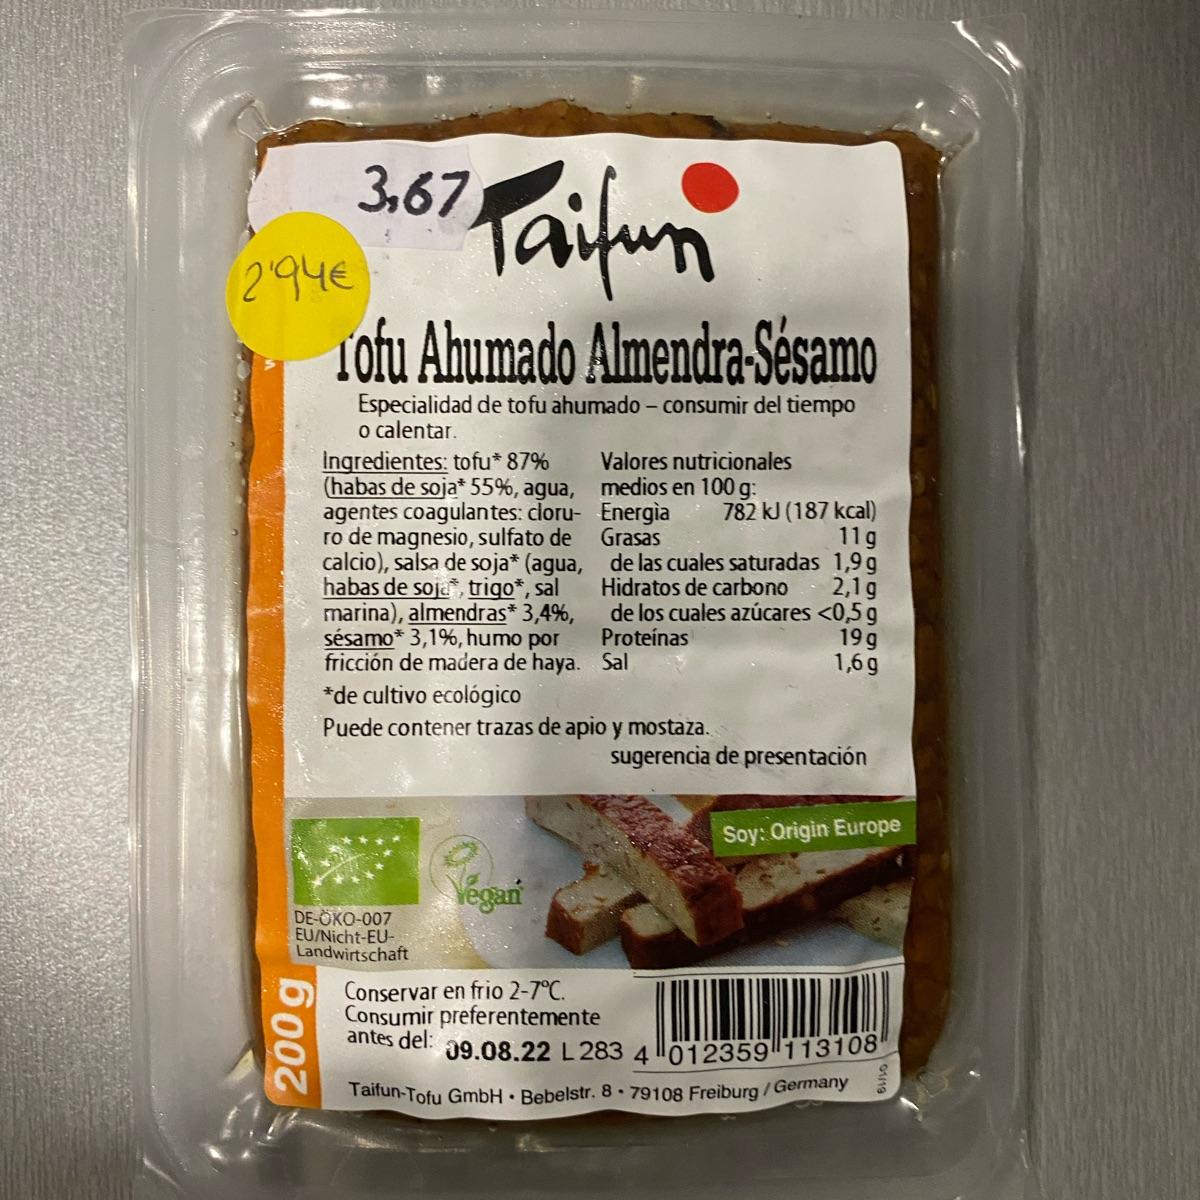 3,67
Taifun
2'94€
Tofu Ahumado Almendra-Sésamo
Especialidad de tofu ahumado – consumir del tiempo
o calentar.
Ingredientes: tofu* 87%
(habas de soja* 55%, agua,
agentes coagulantes: cloru-
ro de magnesio, sulfato de
calcio), salsa de soja* (agua,
habas de soja*, trigo*, sal
marina), almendras* 3,4%,
sésamo* 3,1%, humo por
fricción de madera de haya.
*de cultivo ecológico
Puede contener trazas de apio y mostaza.
Valores nutricionales
medios en 100 g:
Energìa 782 kJ (187 kcal)
Grasas 11 g
de las cuales saturadas 1,9 g
Hidratos de carbono 2,1 g
de los cuales azúcares <0,5 g
Proteínas 19 g
Sal 1,6 g
sugerencia de presentación
Soy: Origin Europe
Vegan
DE-ÖKO-007
EU/Nicht-EU-
Landwirtschaft
200 g
Conservar en frio 2-7°C.
Consumir preferentemente
antes del: 09.08.22 L 283
4 012359 113108
01/19
Taifun-Tofu GmbH • Bebelstr. 8 • 79108 Freiburg / Germany